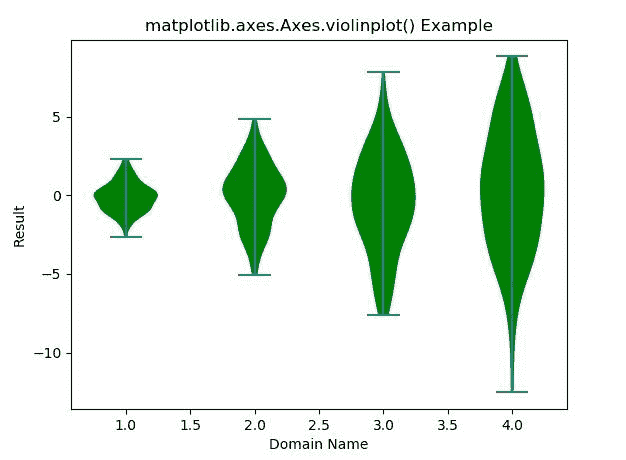 matplotlib.axes.Axes.violinplot() Example
5
0
−5
−10
Result
1.0 1.5 2.0 2.5 3.0 3.5 4.0
Domain Name